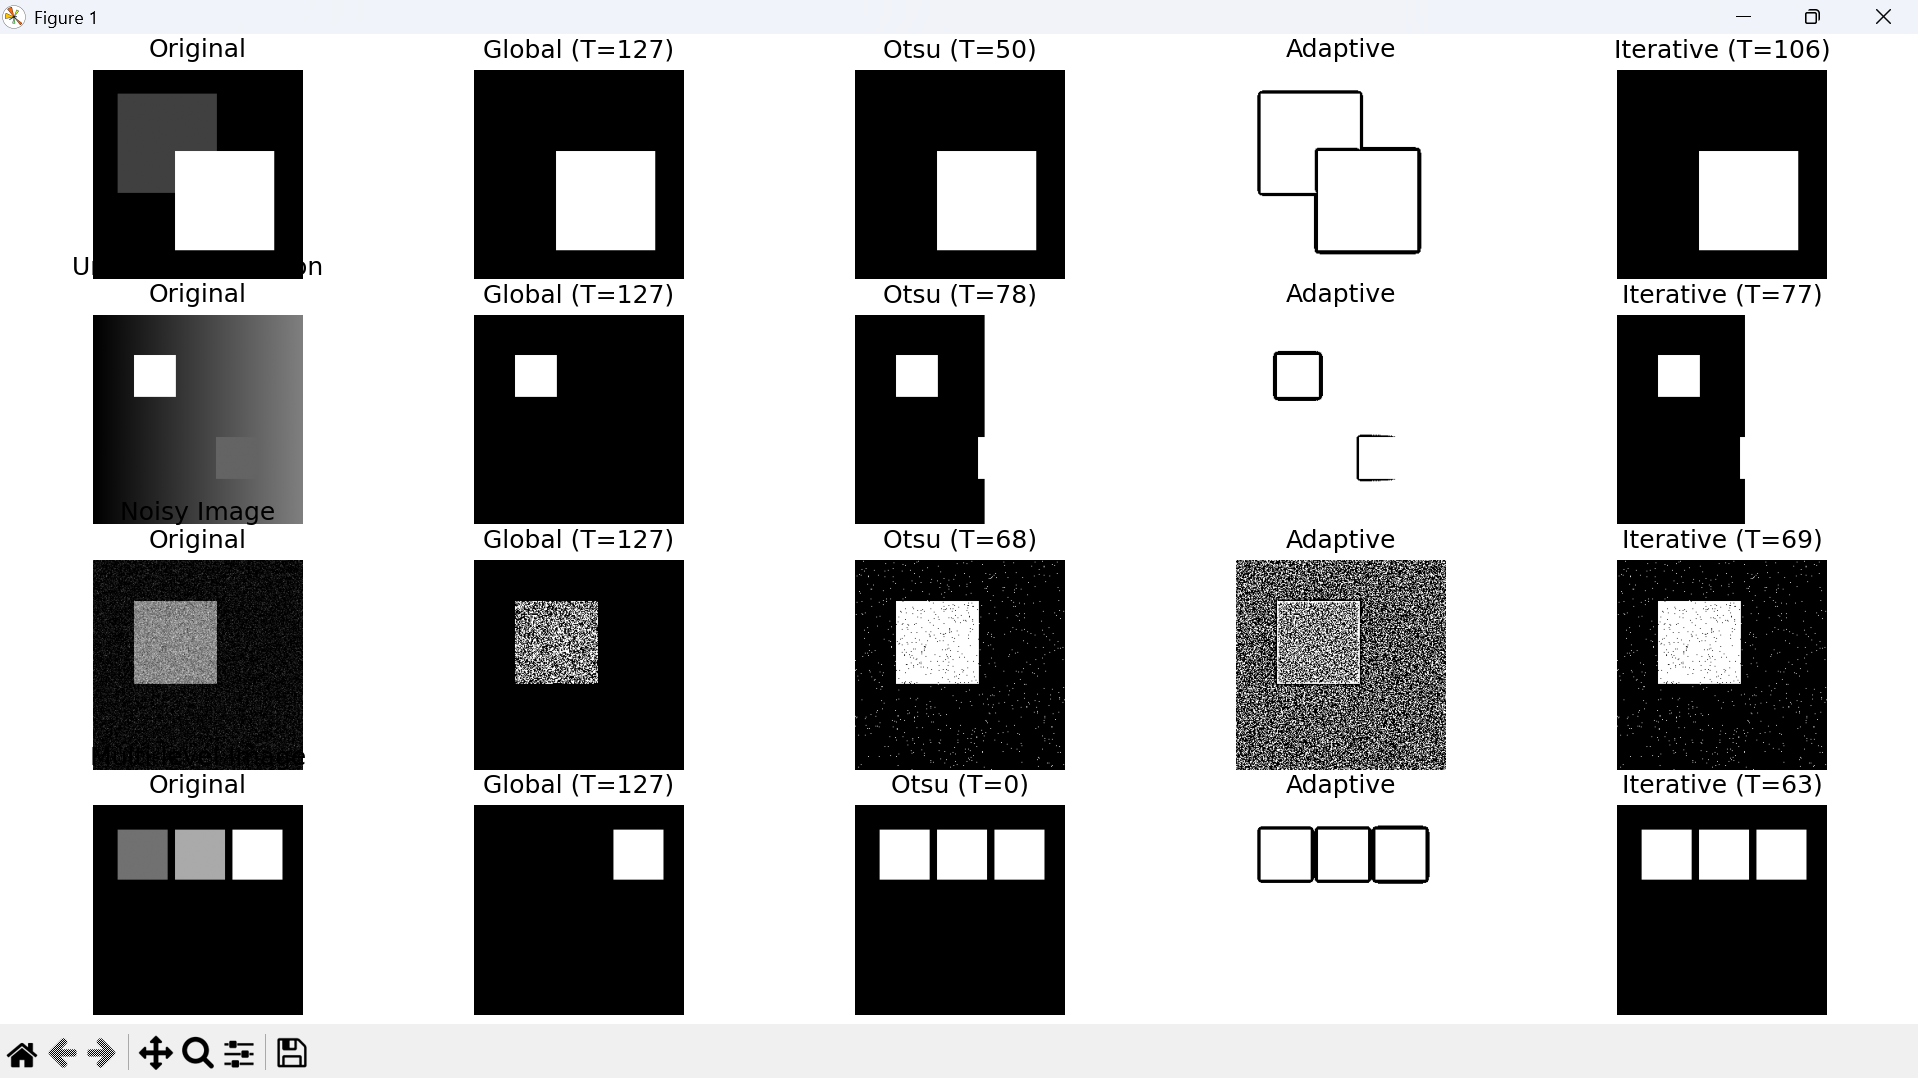 Figure 1
Original Global (T=127) Otsu (T=50) Adaptive Iterative (T=106)
Original Global (T=127) Otsu (T=78) Adaptive Iterative (T=77)
Noisy Image
Original Global (T=127) Otsu (T=68) Adaptive Iterative (T=69)
Original Global (T=127) Otsu (T=0) Adaptive Iterative (T=63)